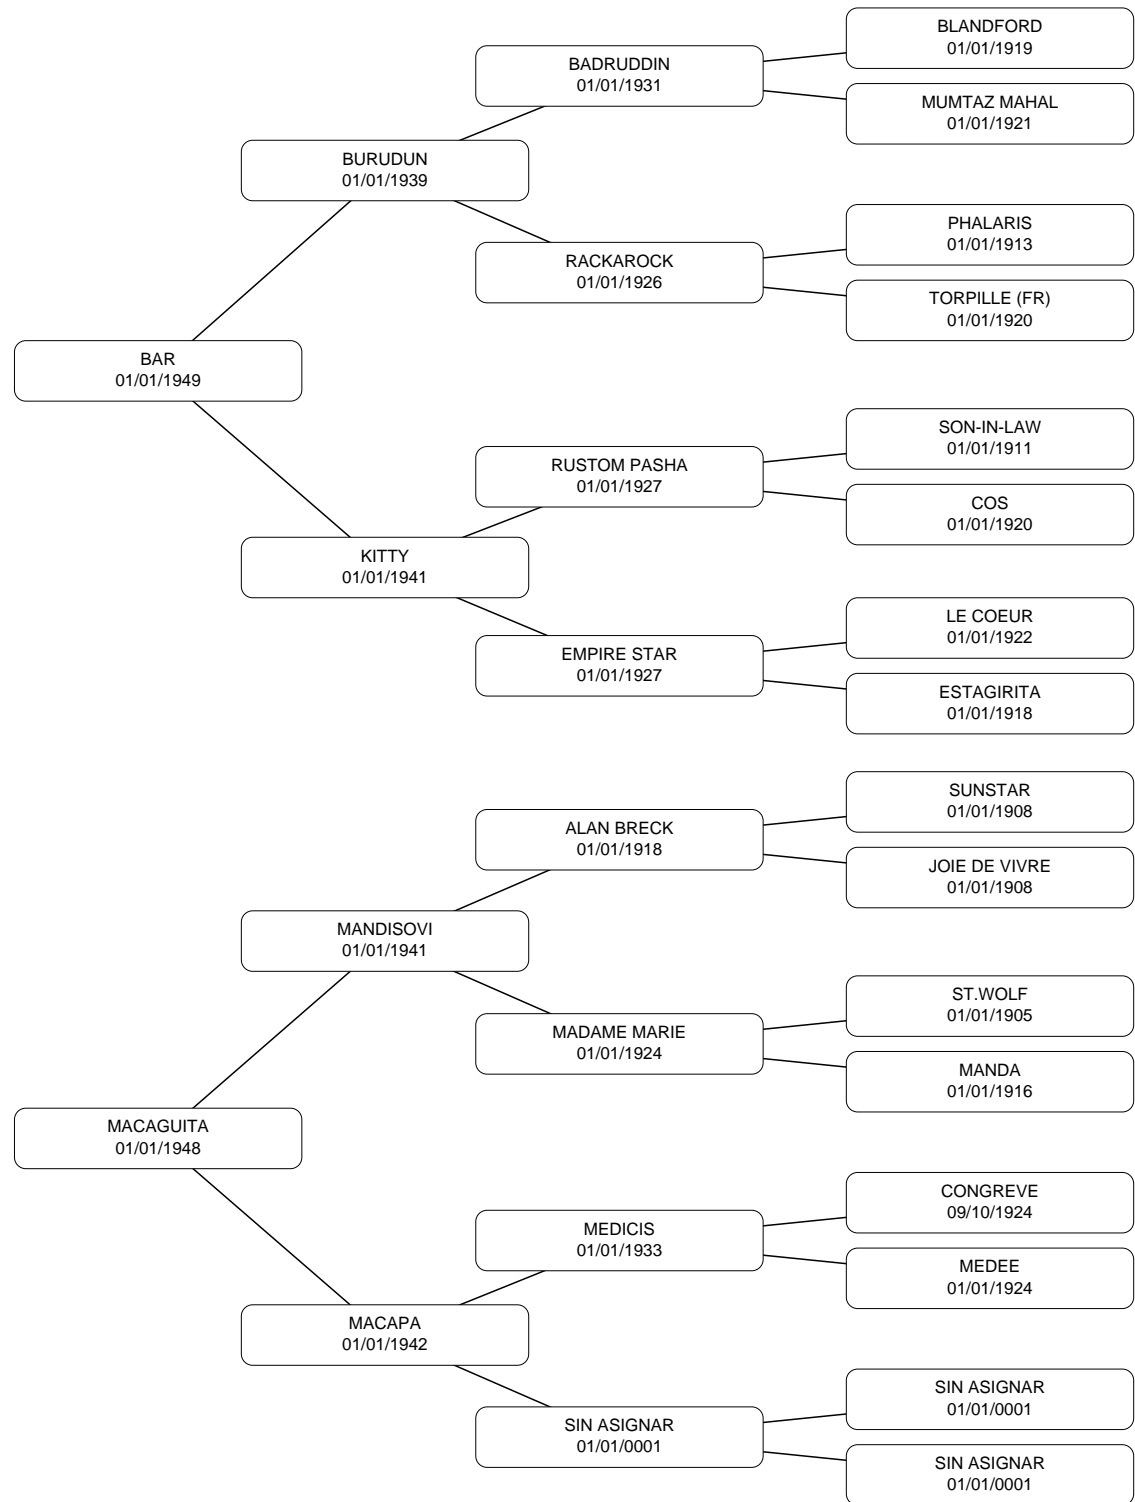 BLANDFORD
01/01/1919
BADRUDDIN
01/01/1931
MUMTAZ MAHAL
01/01/1921
BURUDUN
01/01/1939
PHALARIS
01/01/1913
RACKAROCK
01/01/1926
TORPILLE (FR)
01/01/1920
BAR
01/01/1949
SON-IN-LAW
01/01/1911
RUSTOM PASHA
01/01/1927
COS
01/01/1920
KITTY
01/01/1941
LE COEUR
01/01/1922
EMPIRE STAR
01/01/1927
ESTAGIRITA
01/01/1918
SUNSTAR
01/01/1908
ALAN BRECK
01/01/1918
JOIE DE VIVRE
01/01/1908
MANDISOVI
01/01/1941
ST.WOLF
01/01/1905
MADAME MARIE
01/01/1924
MANDA
01/01/1916
MACAGUITA
01/01/1948
CONGREVE
09/10/1924
MEDICIS
01/01/1933
MEDEE
01/01/1924
MACAPA
01/01/1942
SIN ASIGNAR
01/01/0001
SIN ASIGNAR
01/01/0001
SIN ASIGNAR
01/01/0001